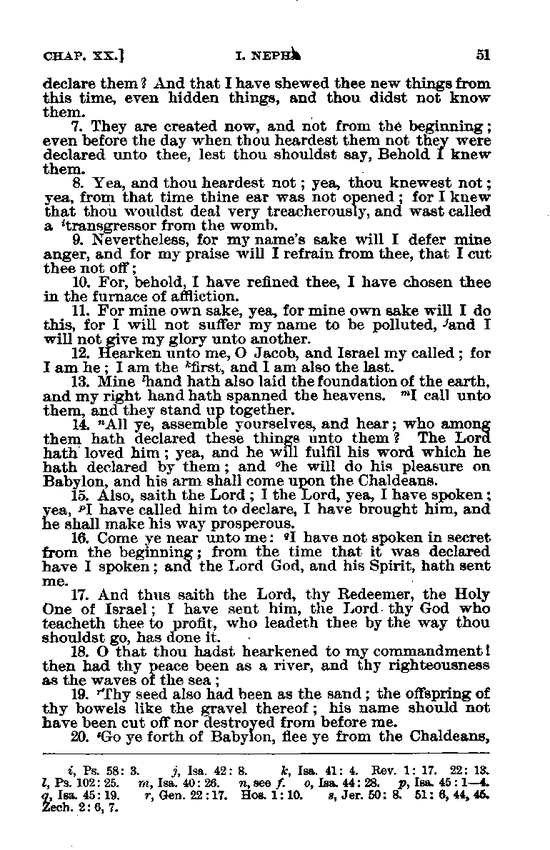 CHAP. XX.] I. NEPHI. 51
declare them? And that I have shewed thee new things from
this time, even hidden things, and thou didst not know
them.
7. They are created now, and not from the beginning;
even before the day when thou heardest them not they were
declared unto thee, lest thou shouldst say, Behold I knew
them.
8. Yea, and thou heardest not; yea, thou knewest not;
yea, from that time thine ear was not opened; for I knew
that thou wouldst deal very treacherously, and wast called
a ⁱtransgressor from the womb.
9. Nevertheless, for my name's sake will I defer mine
anger, and for my praise will I refrain from thee, that I cut
thee not off;
10. For, behold, I have refined thee, I have chosen thee
in the furnace of affliction.
11. For mine own sake, yea, for mine own sake will I do
this, for I will not suffer my name to be polluted, ʲand I
will not give my glory unto another.
12. Hearken unto me, O Jacob, and Israel my called; for
I am he; I am the ᵏfirst, and I am also the last.
13. Mine ˡhand hath also laid the foundation of the earth,
and my right hand hath spanned the heavens. ᵐI call unto
them, and they stand up together.
14. ⁿAll ye, assemble yourselves, and hear; who among
them hath declared these things unto them? The Lord
hath loved him; yea, and he will fulfil his word which he
hath declared by them; and ᵒhe will do his pleasure on
Babylon, and his arm shall come upon the Chaldeans.
15. Also, saith the Lord; I the Lord, yea, I have spoken;
yea, ᵖI have called him to declare, I have brought him, and
he shall make his way prosperous.
16. Come ye near unto me: qI have not spoken in secret
from the beginning; from the time that it was declared
have I spoken; and the Lord God, and his Spirit, hath sent
me.
17. And thus saith the Lord, thy Redeemer, the Holy
One of Israel; I have sent him, the Lord thy God who
teacheth thee to profit, who leadeth thee by the way thou
shouldst go, has done it.
18. O that thou hadst hearkened to my commandment!
then had thy peace been as a river, and thy righteousness
as the waves of the sea;
19. ʳThy seed also had been as the sand; the offspring of
thy bowels like the gravel thereof; his name should not
have been cut off nor destroyed from before me.
20. ˢGo ye forth of Babylon, flee ye from the Chaldeans,
i, Ps. 58: 3. j, Isa. 42: 8. k, Isa. 41: 4. Rev. 1: 17. 22: 13.
l, Ps. 102: 25. m, Isa. 40: 26. n, see f. o, Isa. 44: 28. p, Isa. 45: 1—4.
q, Isa. 45: 19. r, Gen. 22: 17. Hos. 1: 10. s, Jer. 50: 8. 51: 6, 44, 45.
Zech. 2: 6, 7.